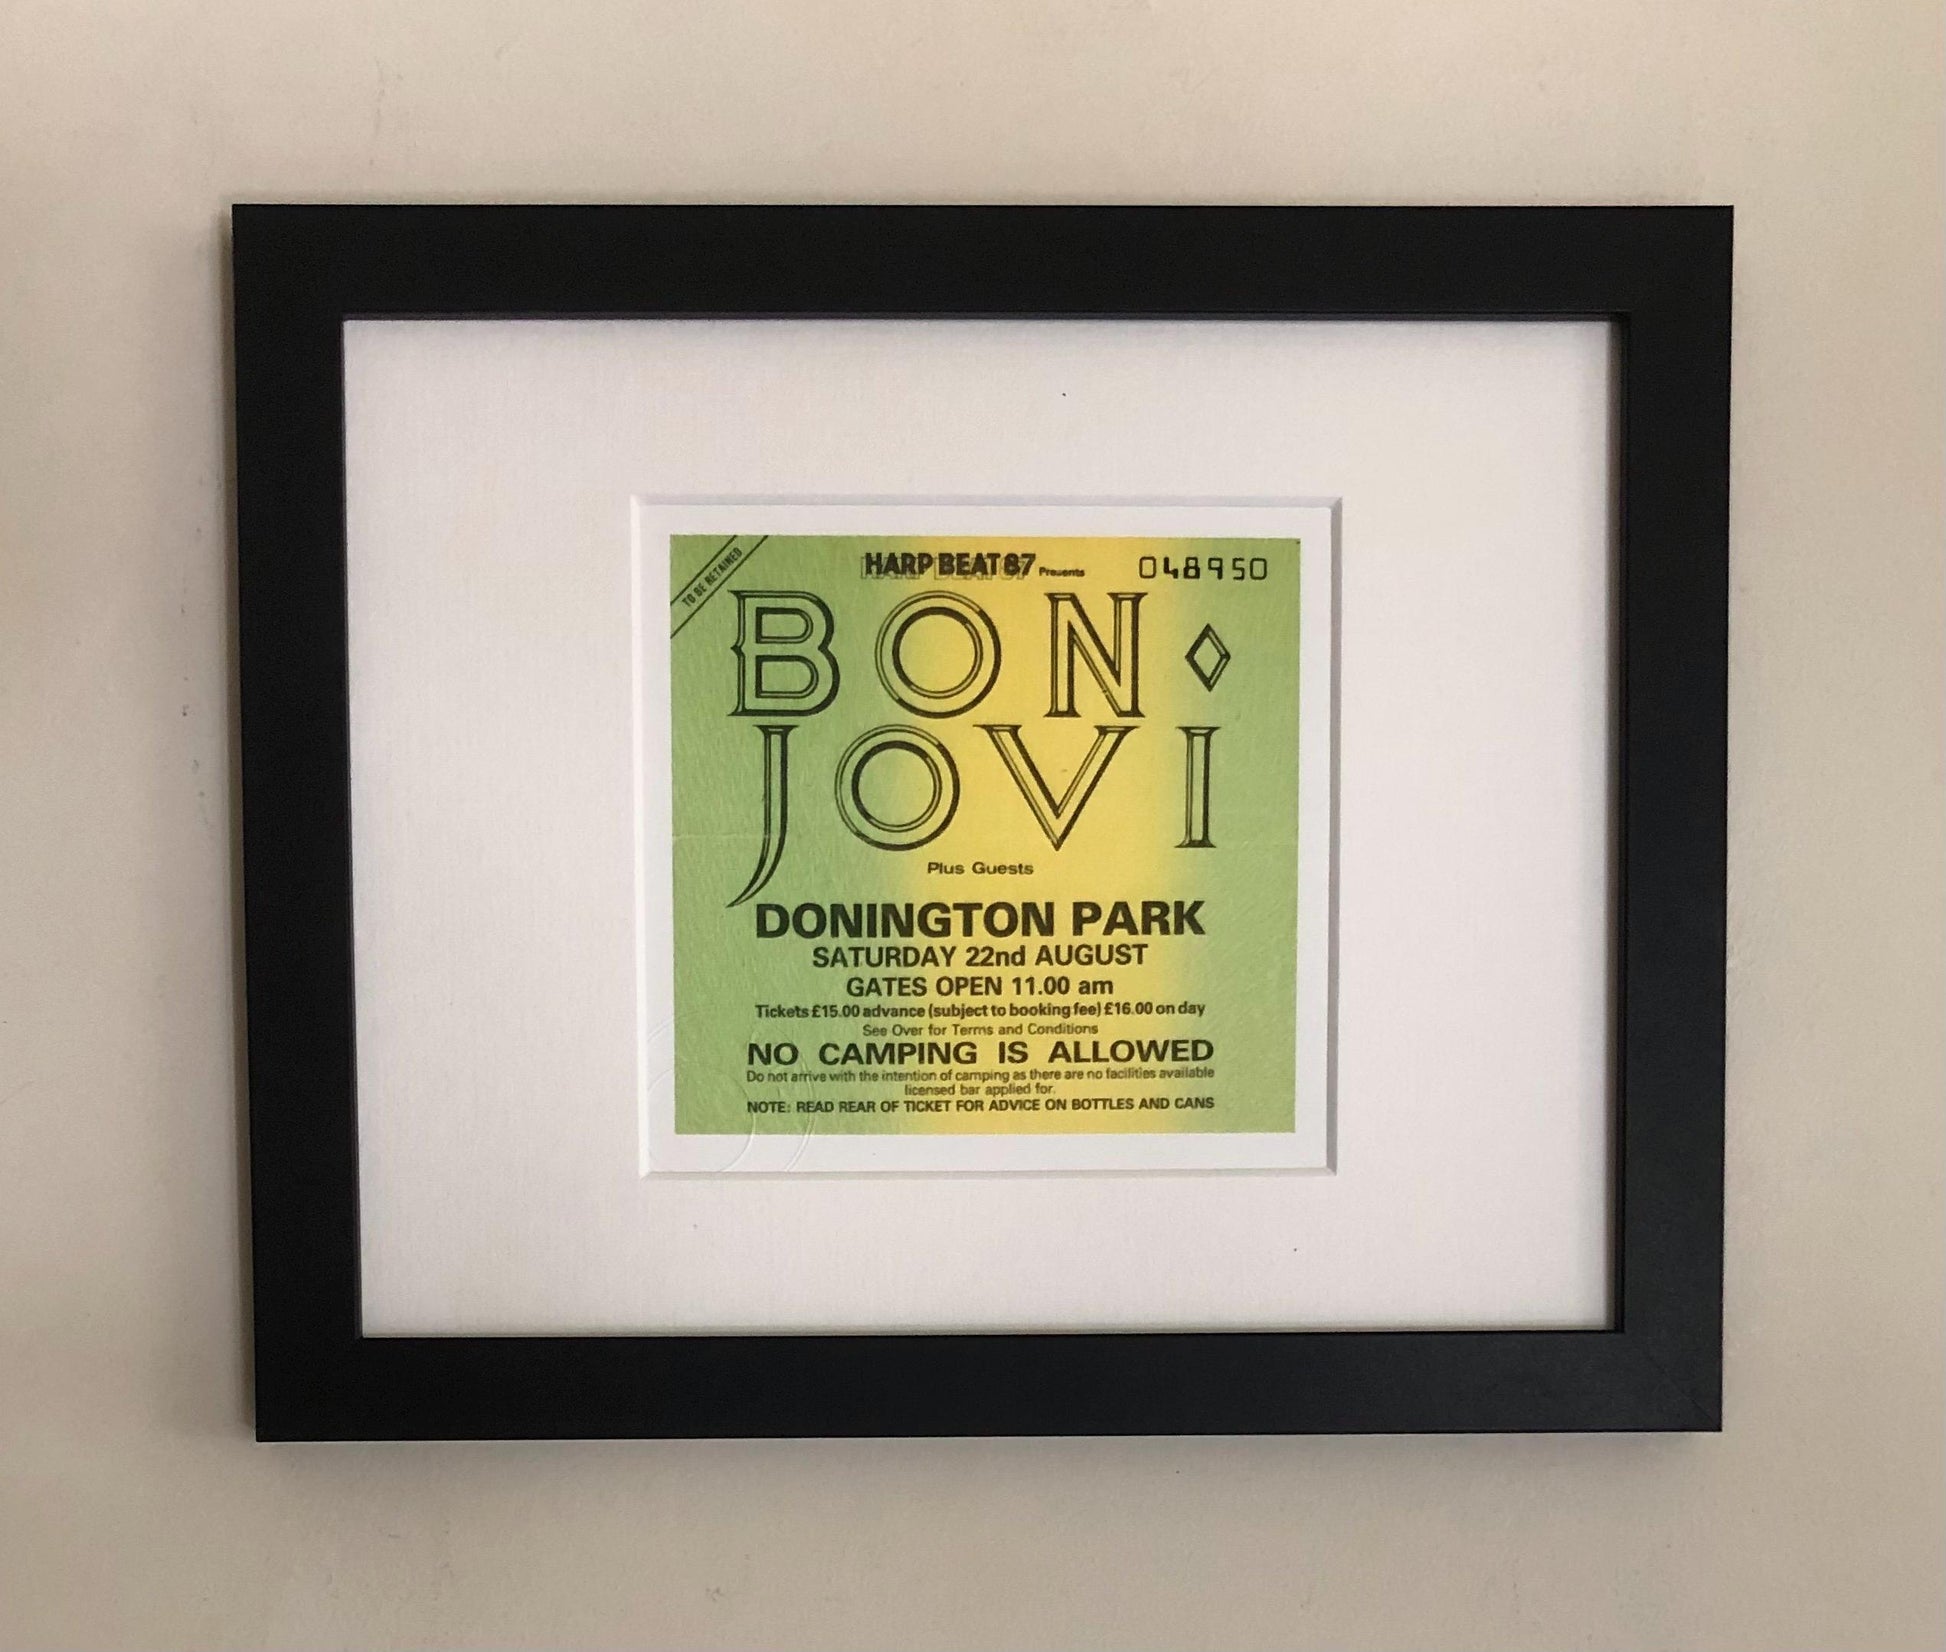 TO BE RETAINED
HARP BEAT 87 Presents 048950
BON
JOVI
Plus Guests
DONINGTON PARK
SATURDAY 22nd AUGUST
GATES OPEN 11.00 am
Tickets £15.00 advance (subject to booking fee) £16.00 on day
See Over for Terms and Conditions
NO CAMPING IS ALLOWED
Do not arrive with the intention of camping as there are no facilities available
licensed bar applied for.
NOTE: READ REAR OF TICKET FOR ADVICE ON BOTTLES AND CANS